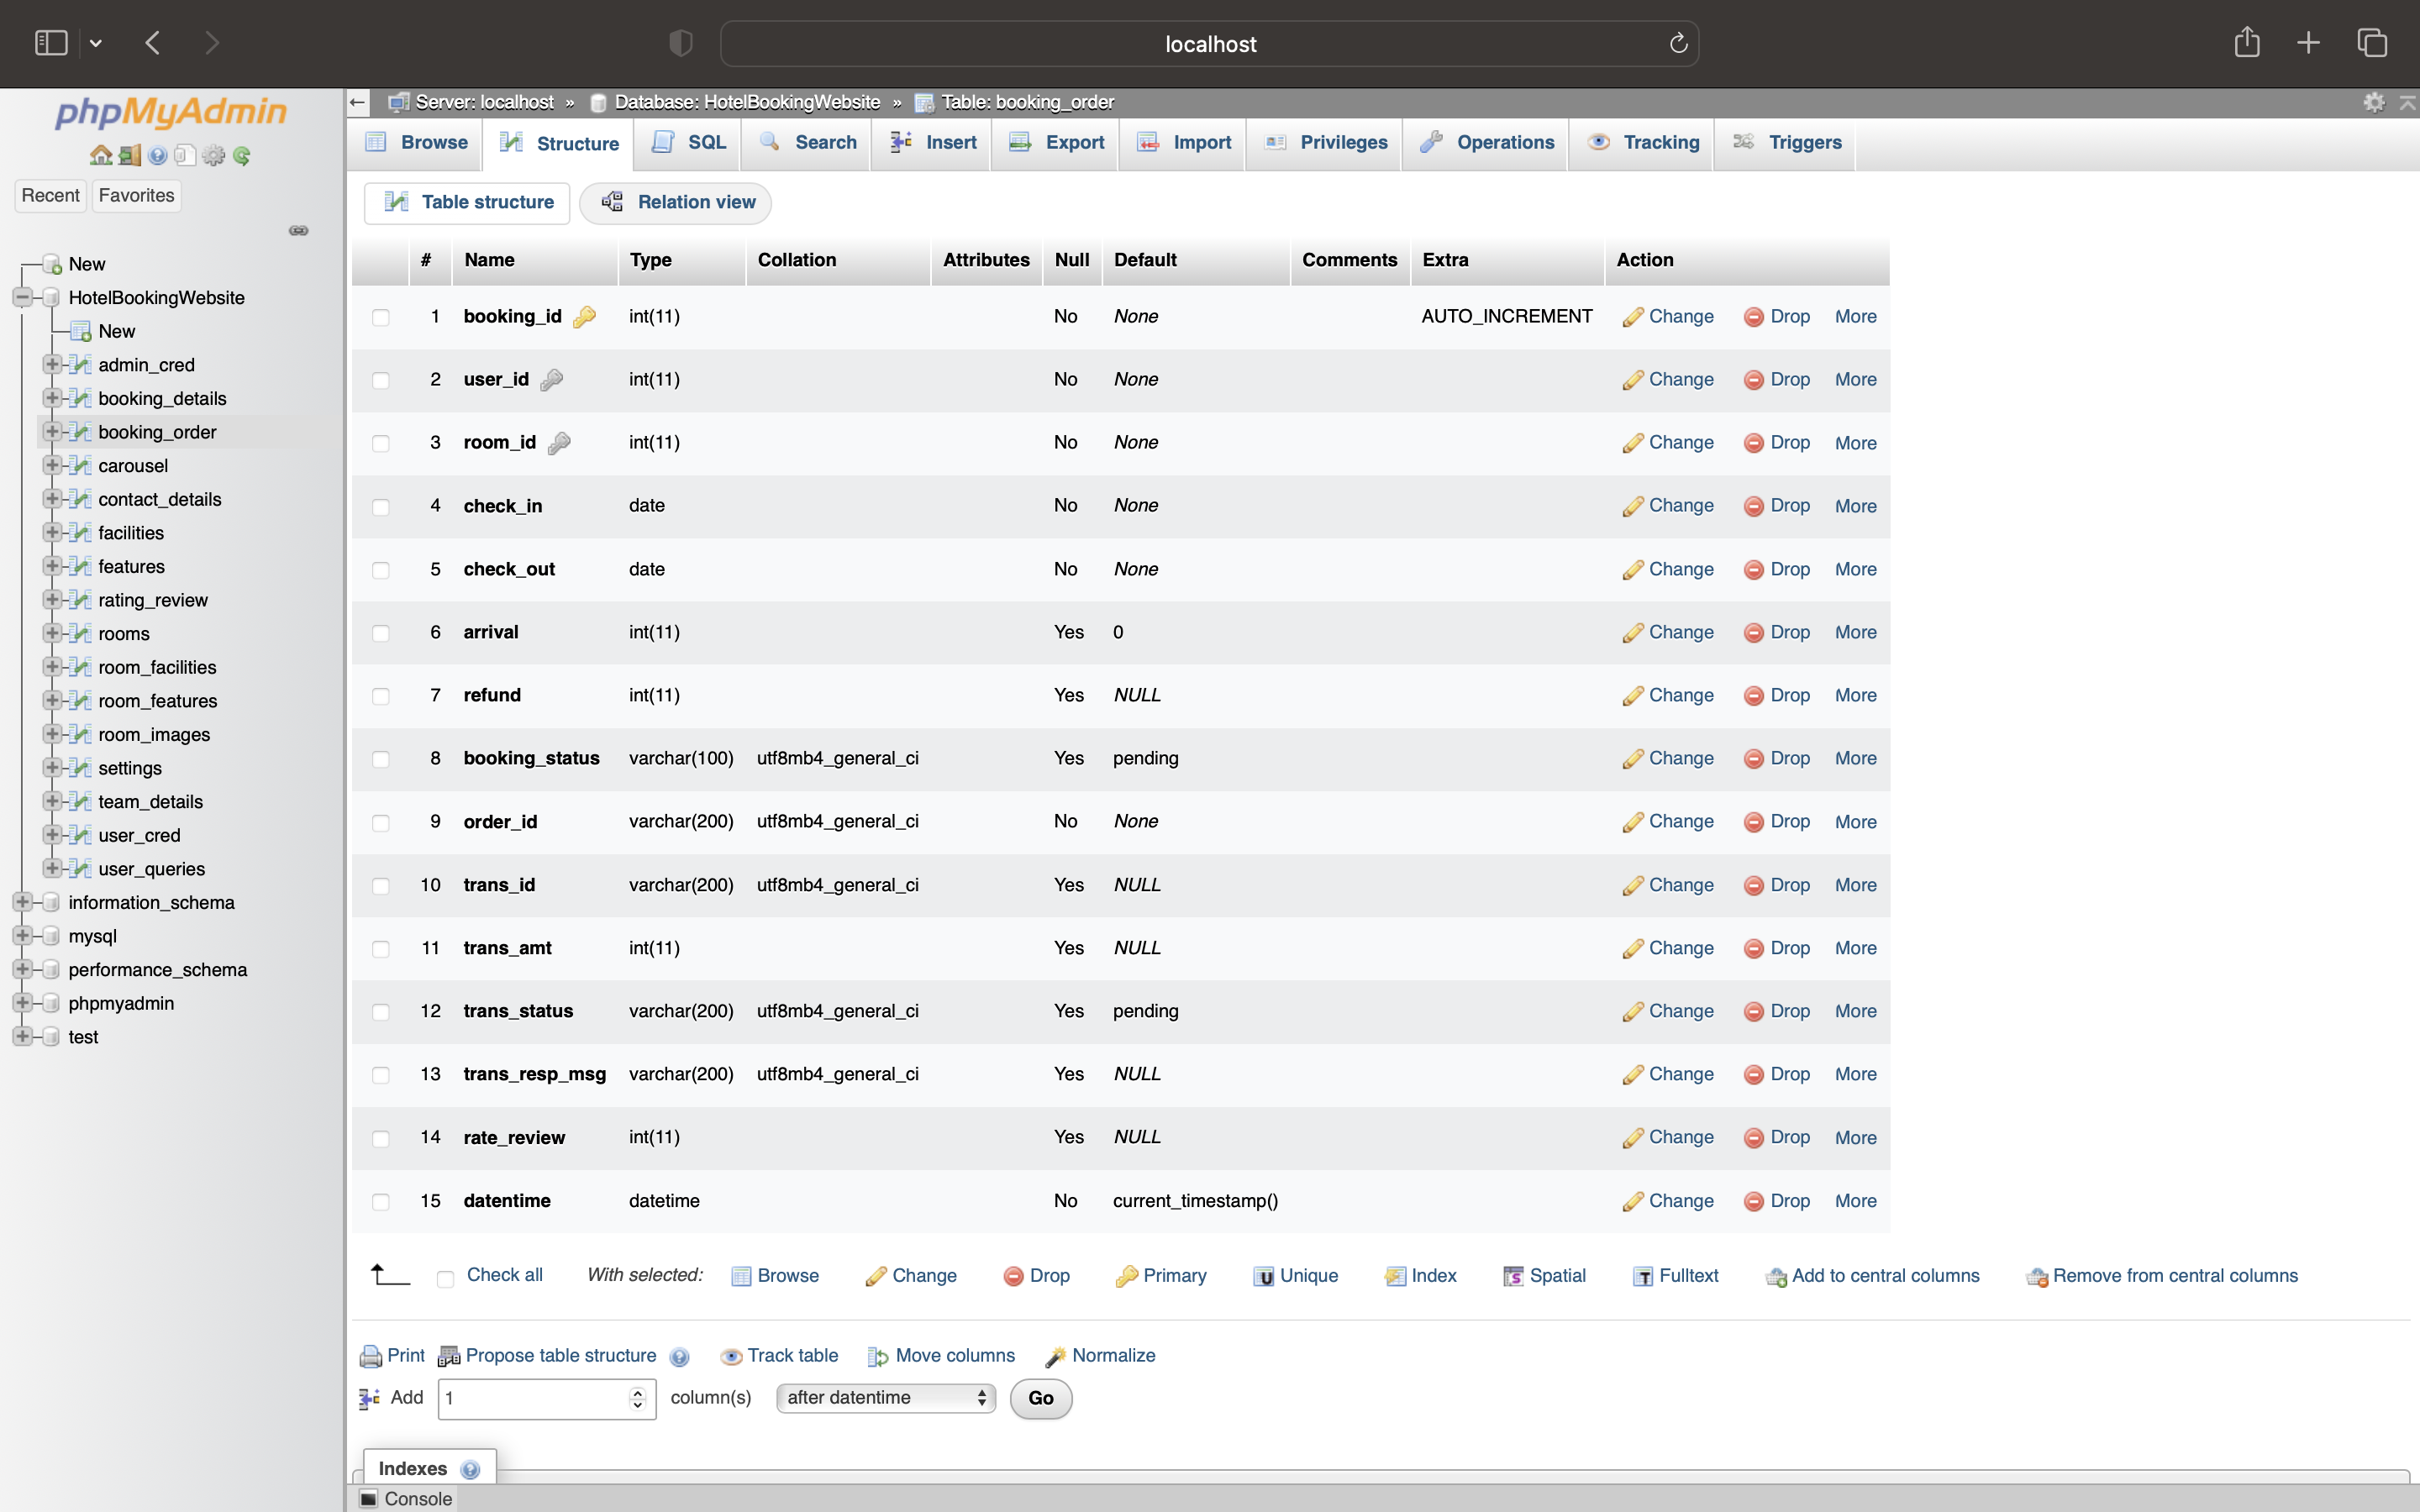 localhost
phpMyAdmin
Recent Favorites
New
HotelBookingWebsite
New
admin_cred
booking_details
booking_order
carousel
contact_details
facilities
features
rating_review
rooms
room_facilities
room_features
room_images
settings
team_details
user_cred
user_queries
information_schema
mysql
performance_schema
phpmyadmin
test
Server: localhost » Database: HotelBookingWebsite » Table: booking_order
Browse Structure SQL Search Insert Export Import Privileges Operations Tracking Triggers
Table structure Relation view
# Name Type Collation Attributes Null Default Comments Extra Action
1 booking_id int(11) No None AUTO_INCREMENT Change Drop More
2 user_id int(11) No None Change Drop More
3 room_id int(11) No None Change Drop More
4 check_in date No None Change Drop More
5 check_out date No None Change Drop More
6 arrival int(11) Yes 0 Change Drop More
7 refund int(11) Yes NULL Change Drop More
8 booking_status varchar(100) utf8mb4_general_ci Yes pending Change Drop More
9 order_id varchar(200) utf8mb4_general_ci No None Change Drop More
10 trans_id varchar(200) utf8mb4_general_ci Yes NULL Change Drop More
11 trans_amt int(11) Yes NULL Change Drop More
12 trans_status varchar(200) utf8mb4_general_ci Yes pending Change Drop More
13 trans_resp_msg varchar(200) utf8mb4_general_ci Yes NULL Change Drop More
14 rate_review int(11) Yes NULL Change Drop More
15 datentime datetime No current_timestamp() Change Drop More
Check all With selected: Browse Change Drop Primary Unique Index Spatial Fulltext Add to central columns Remove from central columns
Print Propose table structure Track table Move columns Normalize
Add 1 column(s) after datentime Go
Indexes
Console